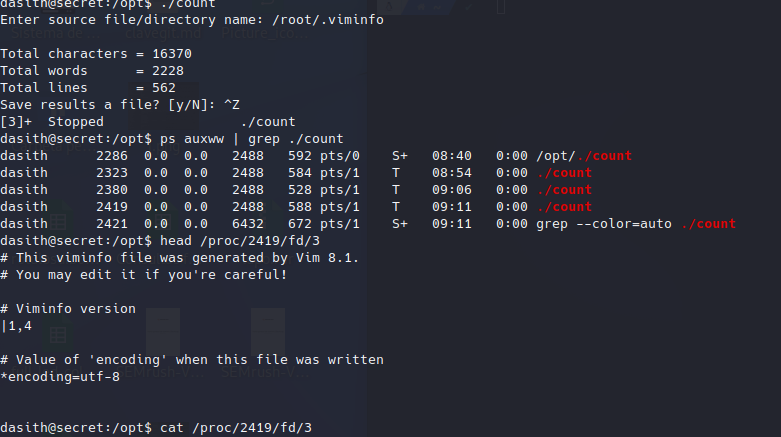 dasith@secret:/opt$ ./count
Enter source file/directory name: /root/.viminfo
Total characters = 16370
Total words      = 2228
Total lines      = 562
Save results a file? [y/N]: ^Z
[3]+  Stopped                 ./count
dasith@secret:/opt$ ps auxww | grep ./count
dasith      2286  0.0  0.0   2488   592 pts/0    S+   08:40   0:00 /opt/./count
dasith      2323  0.0  0.0   2488   584 pts/1    T    08:54   0:00 ./count
dasith      2380  0.0  0.0   2488   528 pts/1    T    09:06   0:00 ./count
dasith      2419  0.0  0.0   2488   588 pts/1    T    09:11   0:00 ./count
dasith      2421  0.0  0.0   6432   672 pts/1    S+   09:11   0:00 grep --color=auto ./count
dasith@secret:/opt$ head /proc/2419/fd/3
# This viminfo file was generated by Vim 8.1.
# You may edit it if you're careful!
# Viminfo version
|1,4
# Value of 'encoding' when this file was written
*encoding=utf-8
dasith@secret:/opt$ cat /proc/2419/fd/3